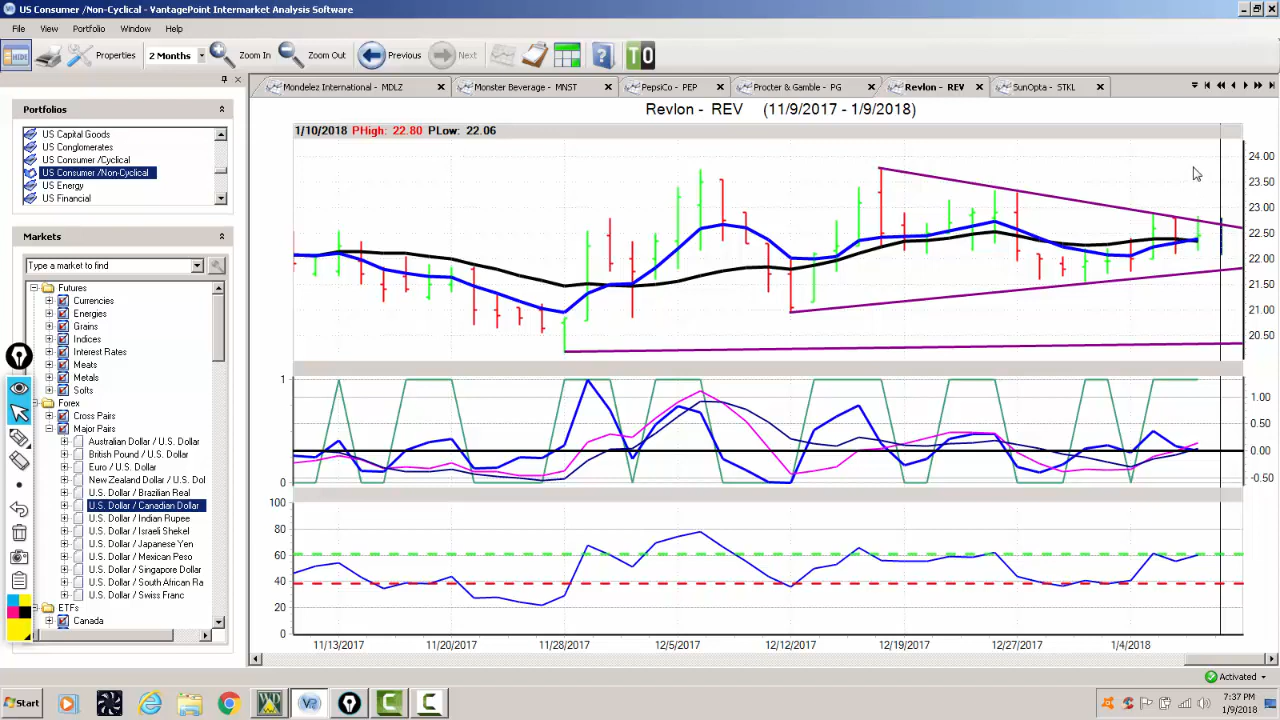 US Consumer /Non-Cyclical - VantagePoint Intermarket Analysis Software
File View Portfolio Window Help
HIDE Properties 2 Months Zoom In Zoom Out Previous Next TO
Portfolios
US Capital Goods
US Conglomerates
US Consumer /Cyclical
US Consumer /Non-Cyclical
US Energy
US Financial
Markets
Type a market to find
Futures
Currencies
Energies
Grains
Indices
Interest Rates
Meats
Metals
Softs
Forex
Cross Pairs
Major Pairs
Australian Dollar / U.S. Dol
British Pound / U.S. Dolla
Euro / U.S. Dollar
New Zealand Dollar / U.S. Dol
U.S. Dollar / Brazilian Real
U.S. Dollar / Canadian Dollar
U.S. Dollar / Indian Rupee
U.S. Dollar / Israeli Shekel
U.S. Dollar / Japanese Yen
U.S. Dollar / Mexican Peso
U.S. Dollar / Singapore Dollar
U.S. Dollar / South African Ra
U.S. Dollar / Swiss Franc
ETFs
Canada
Mondelez International - MDLZ Monster Beverage - MNST PepsiCo - PEP Procter & Gamble - PG Revlon - REV SunOpta - STKL
Revlon - REV (11/9/2017 - 1/9/2018)
1/10/2018 PHigh: 22.80 PLow: 22.06
24.00
23.50
23.00
22.50
22.00
21.50
21.00
20.50
1
0
1.00
0.50
0.00
-0.50
100
80
60
40
20
0
11/13/2017 11/20/2017 11/28/2017 12/5/2017 12/12/2017 12/19/2017 12/27/2017 1/4/2018
Activated
Start
7:37 PM
1/9/2018